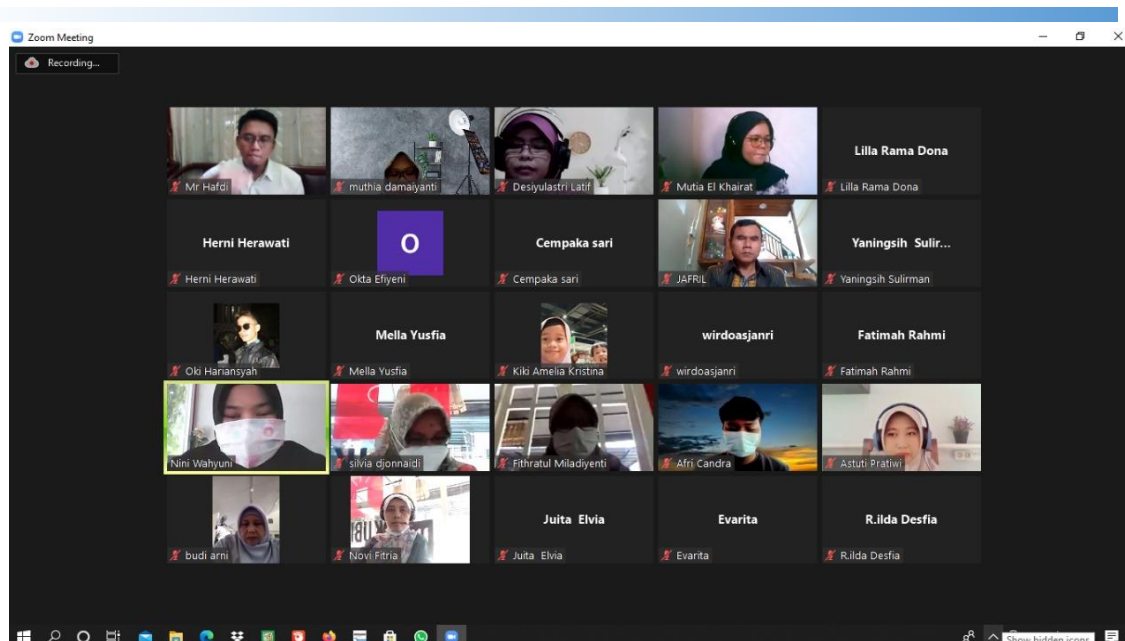 Zoom Meeting
Recording...
Mr Hafdi
muthia damaiyanti
Desiyulastri Latif
Mutia El Khairat
Lilla Rama Dona
Lilla Rama Dona
Herni Herawati
O
Cempaka sari
Yaningsih Sulir...
Herni Herawati
Okta Efiyeni
Cempaka sari
JAFRIL
Yaningsih Sulirman
Mella Yusfia
wirdoasjanri
Fatimah Rahmi
Oki Hariansyah
Mella Yusfia
Kiki Amelia Kristina
wirdoasjanri
Fatimah Rahmi
Nini Wahyuni
silvia djonnaidi
Fithratul Miladiyenti
Afri Candra
Astuti Pratiwi
Juita Elvia
Evarita
R.ilda Desfia
budi arni
Novi Fitria
Juita Elvia
Evarita
R.ilda Desfia
Show hidden icons